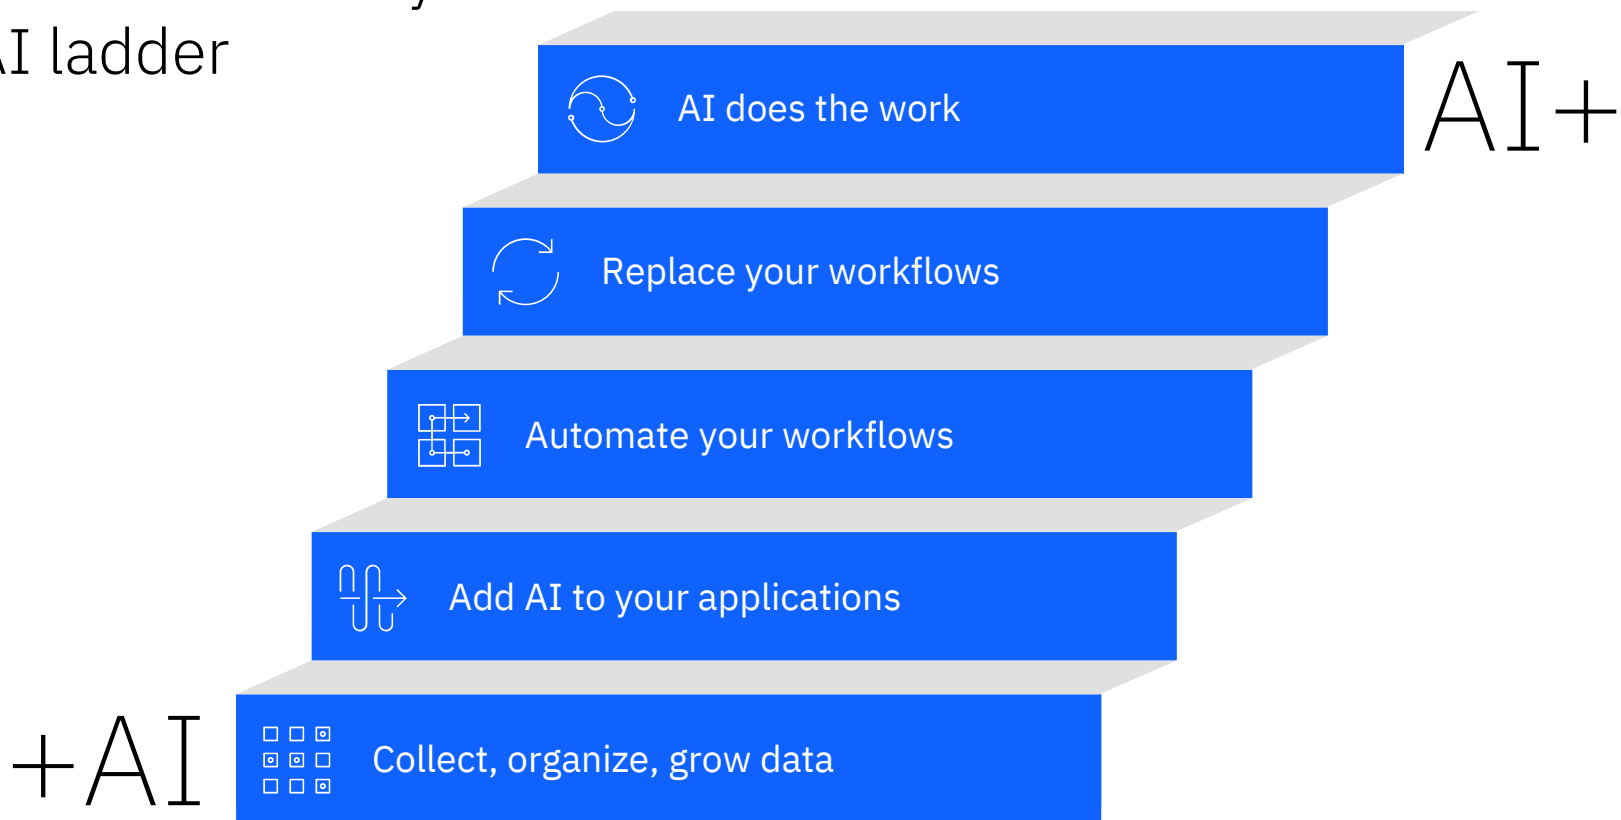 AI ladder
AI does the work
AI+
Replace your workflows
Automate your workflows
Add AI to your applications
+AI
Collect, organize, grow data